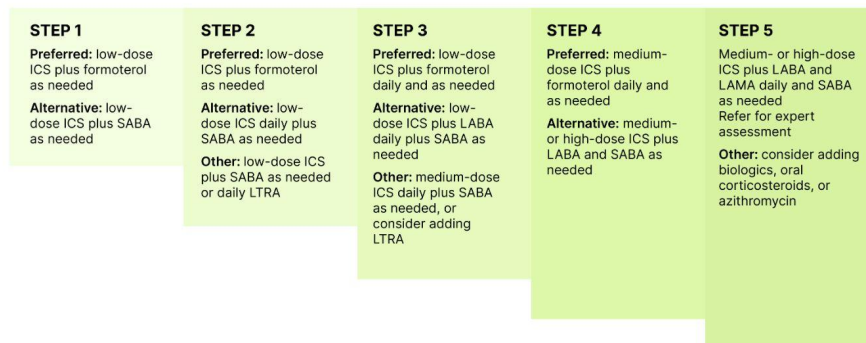 STEP 1
Preferred: low-dose
ICS plus formoterol
as needed
Alternative: low-
dose ICS plus SABA
as needed
STEP 2
Preferred: low-dose
ICS plus formoterol
as needed
Alternative: low-
dose ICS daily plus
SABA as needed
Other: low-dose ICS
plus SABA as needed
or daily LTRA
STEP 3
Preferred: low-dose
ICS plus formoterol
daily and as needed
Alternative: low-
dose ICS plus LABA
daily plus SABA as
needed
Other: medium-dose
ICS daily plus SABA
as needed, or
consider adding
LTRA
STEP 4
Preferred: medium-
dose ICS plus
formoterol daily and
as needed
Alternative: medium-
or high-dose ICS plus
LABA and SABA as
needed
STEP 5
Medium- or high-dose
ICS plus LABA and
LAMA daily and SABA
as needed
Refer for expert
assessment
Other: consider adding
biologics, oral
corticosteroids, or
azithromycin